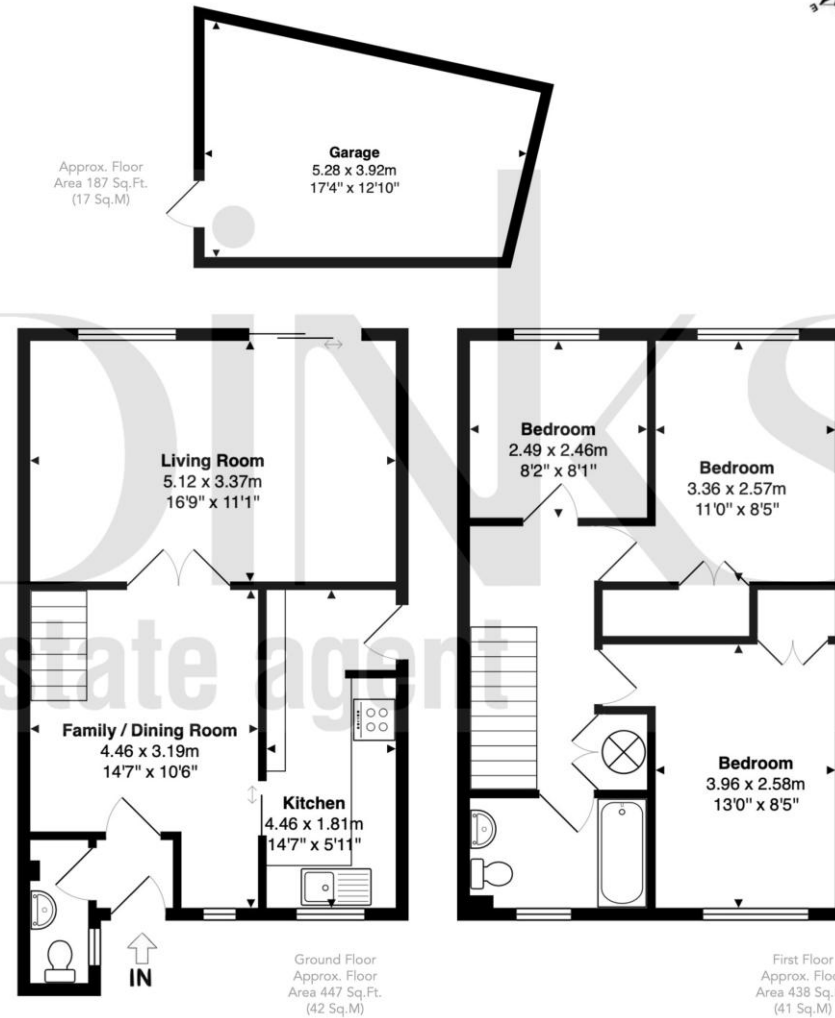 Approx. Floor
Area 187 Sq.Ft.
(17 Sq.M)
Garage
5.28 x 3.92m
17'4" x 12'10"
DINKS
state agent
Living Room
5.12 x 3.37m
16'9" x 11'1"
Family / Dining Room
4.46 x 3.19m
14'7" x 10'6"
Kitchen
4.46 x 1.81m
14'7" x 5'11"
IN
Ground Floor
Approx. Floor
Area 447 Sq.Ft.
(42 Sq.M)
Bedroom
2.49 x 2.46m
8'2" x 8'1"
Bedroom
3.36 x 2.57m
11'0" x 8'5"
Bedroom
3.96 x 2.58m
13'0" x 8'5"
First Floor
Approx. Floo
Area 438 Sq.
(41 Sq.M)